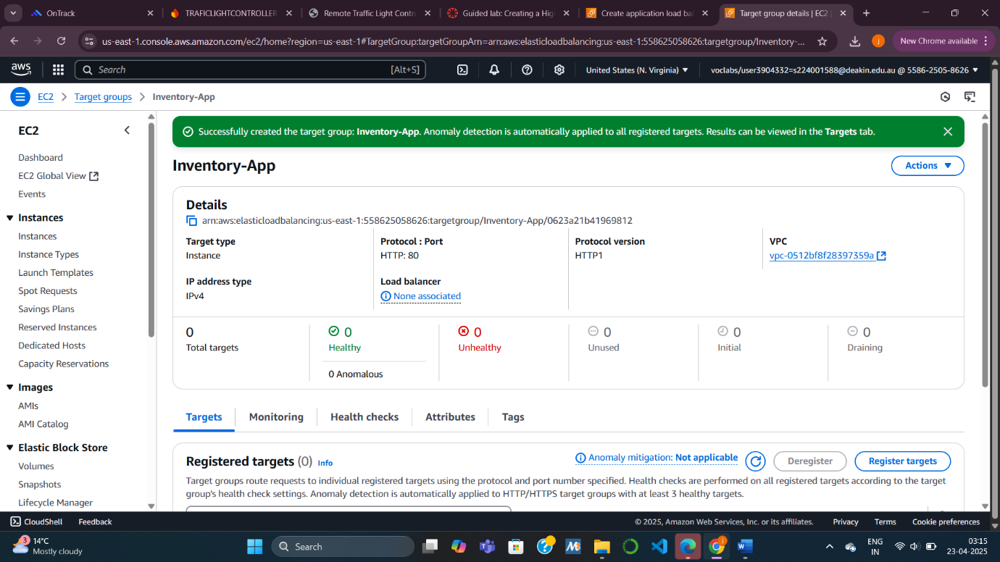 OnTrack
TRAFICLIGHTCONTROLLER
Remote Traffic Light Contr
Guided lab: Creating a Hig
Create application load bal
Target group details | EC2
us-east-1.console.aws.amazon.com/ec2/home?region=us-east-1#TargetGroup:targetGroupArn=arn:aws:elasticloadbalancing:us-east-1:558625058626:targetgroup/Inventory-...
j
New Chrome available
aws
Search
[Alt+S]
United States (N. Virginia)
voclabs/user3904332=s224001588@deakin.edu.au @ 5586-2505-8626
EC2
Target groups
Inventory-App
EC2
Dashboard
EC2 Global View
Events
Instances
Instances
Instance Types
Launch Templates
Spot Requests
Savings Plans
Reserved Instances
Dedicated Hosts
Capacity Reservations
Images
AMIs
AMI Catalog
Elastic Block Store
Volumes
Snapshots
Lifecycle Manager
Successfully created the target group: Inventory-App. Anomaly detection is automatically applied to all registered targets. Results can be viewed in the Targets tab.
Inventory-App
Actions
Details
arn:aws:elasticloadbalancing:us-east-1:558625058626:targetgroup/Inventory-App/0623a21b41969812
Target type
Instance
Protocol : Port
HTTP: 80
Protocol version
HTTP1
VPC
vpc-0512bf8f28397359a
IP address type
IPv4
Load balancer
None associated
0
Total targets
0
Healthy
0 Anomalous
0
Unhealthy
0
Unused
0
Initial
0
Draining
Targets
Monitoring
Health checks
Attributes
Tags
Registered targets (0) Info
Anomaly mitigation: Not applicable
Deregister
Register targets
Target groups route requests to individual registered targets using the protocol and port number specified. Health checks are performed on all registered targets according to the target
group's health check settings. Anomaly detection is automatically applied to HTTP/HTTPS target groups with at least 3 healthy targets.
CloudShell
Feedback
© 2025, Amazon Web Services, Inc. or its affiliates.
Privacy
Terms
Cookie preferences
3
14°C
Mostly cloudy
Search
ENG
IN
03:15
23-04-2025